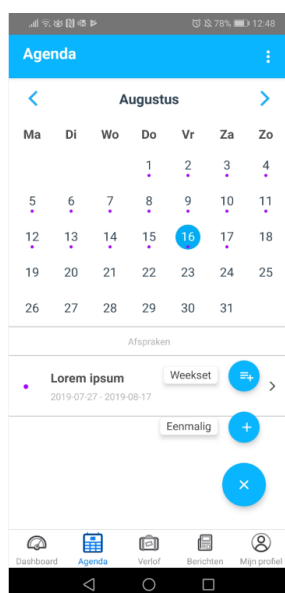 78% 12:48
Agenda
Augustus
Ma Di Wo Do Vr Za Zo
1 2 3 4
5 6 7 8 9 10 11
12 13 14 15 16 17 18
19 20 21 22 23 24 25
26 27 28 29 30 31
Afspraken
Lorem ipsum
2019-07-27 - 2019-08-17
Weekset
Eenmalig
Dashboard Agenda Verlof Berichten Mijn profiel